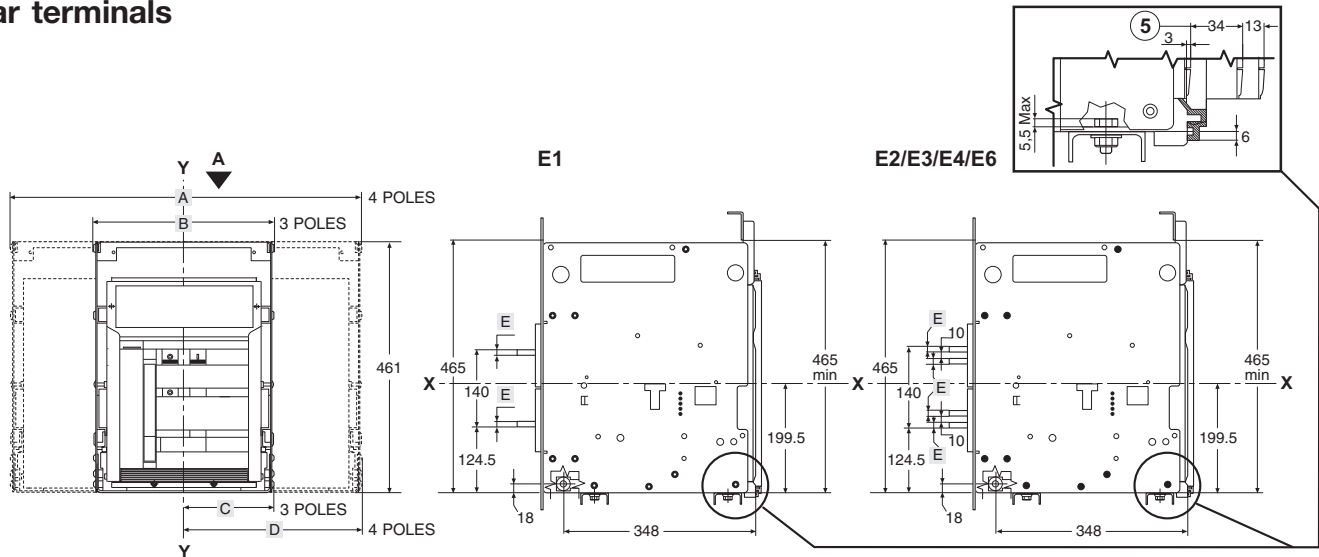 ar terminals
5
34
13
3
5,5 Max
6
E1
E2/E3/E4/E6
Y
A
A
4 POLES
B
3 POLES
461
C
3 POLES
D
4 POLES
Y
E
465
X
140
E
124.5
18
348
465
min
199.5
X
E
10
465
140
E
10
E
124.5
18
348
465
min
X
199.5